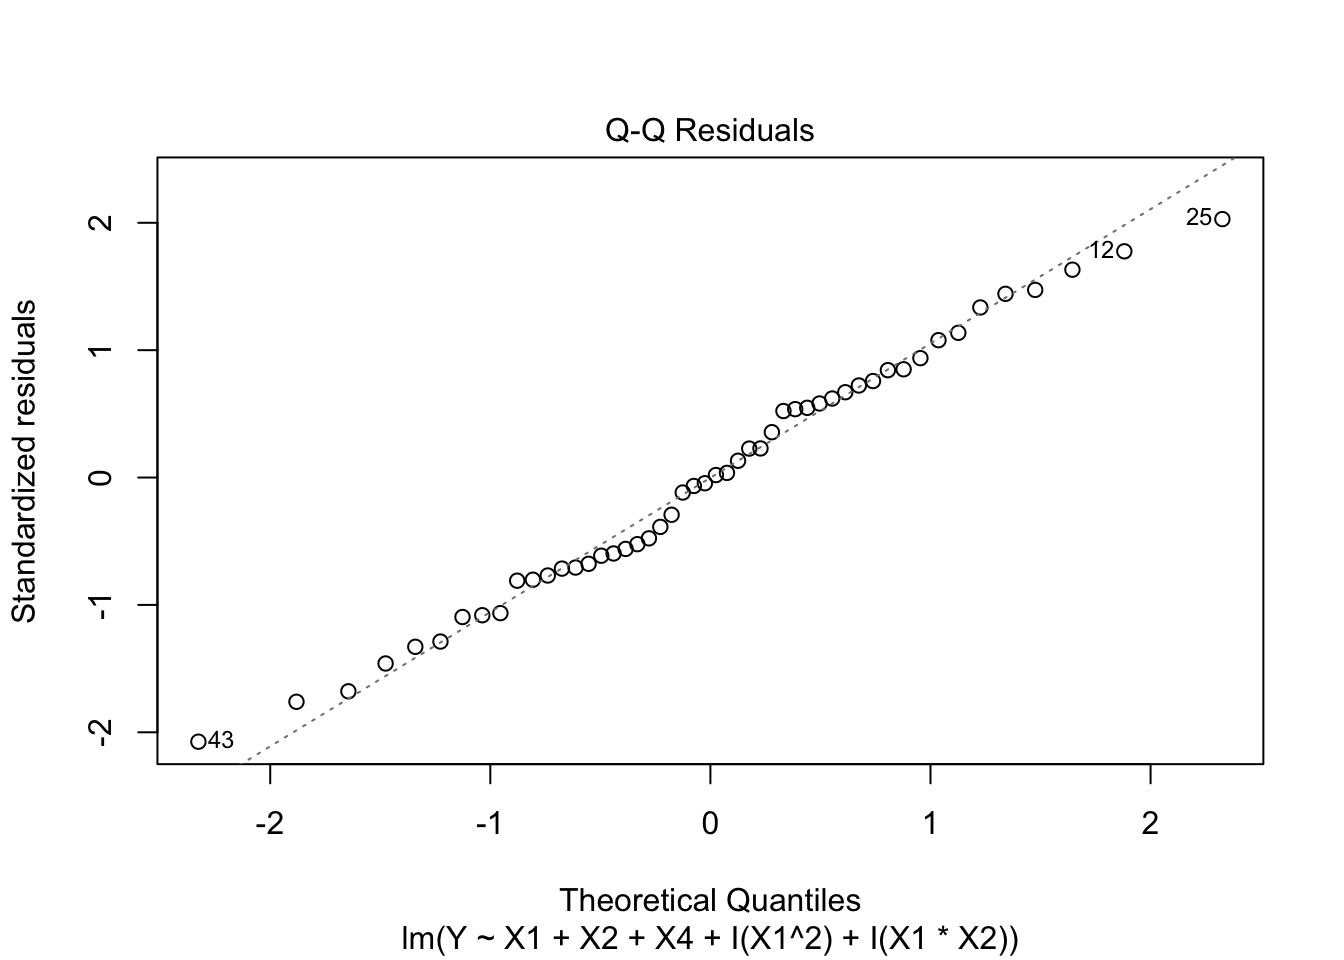 Q-Q Residuals
Standardized residuals
2
1
0
-1
-2
25
12
43
-2 -1 0 1 2
Theoretical Quantiles
lm(Y ~ X1 + X2 + X4 + I(X1^2) + I(X1 * X2))